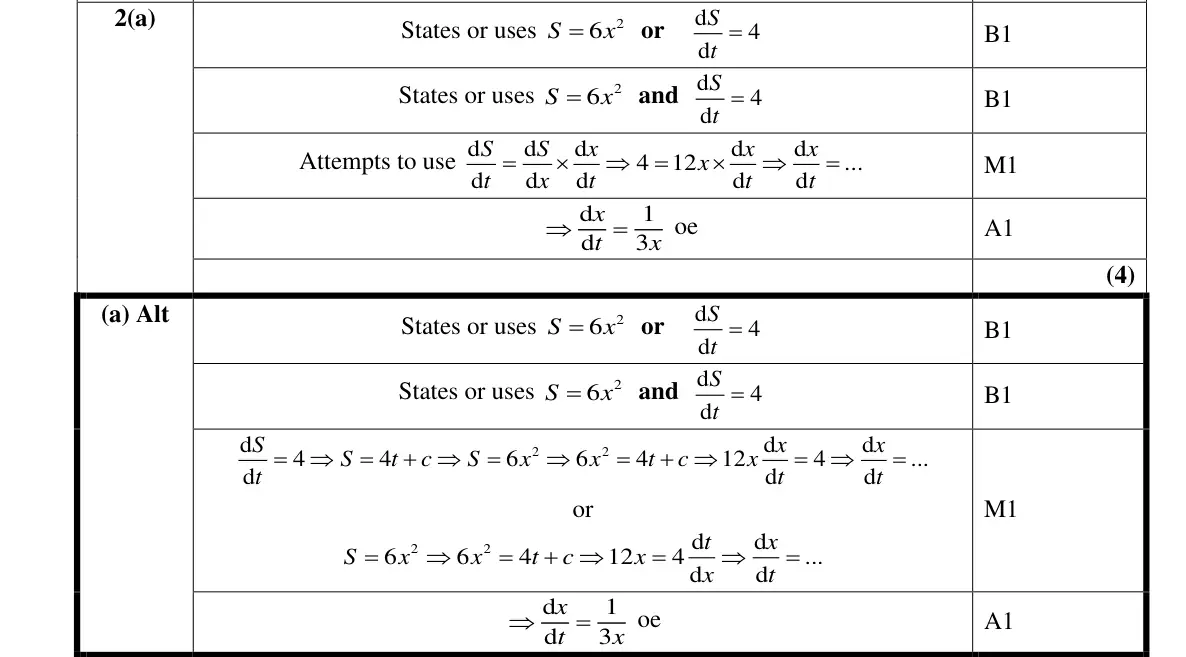 2(a) States or uses S = 6x² or dS/dt = 4 B1
States or uses S = 6x² and dS/dt = 4 B1
Attempts to use dS/dt = dS/dx × dx/dt ⇒ 4 = 12x × dx/dt ⇒ dx/dt = ... M1
⇒ dx/dt = 1/3x oe A1
(4)
(a) Alt States or uses S = 6x² or dS/dt = 4 B1
States or uses S = 6x² and dS/dt = 4 B1
dS/dt = 4 ⇒ S = 4t + c ⇒ S = 6x² ⇒ 6x² = 4t + c ⇒ 12x dx/dt = 4 ⇒ dx/dt = ...
or M1
S = 6x² ⇒ 6x² = 4t + c ⇒ 12x = 4 dt/dx ⇒ dx/dt = ...
⇒ dx/dt = 1/3x oe A1